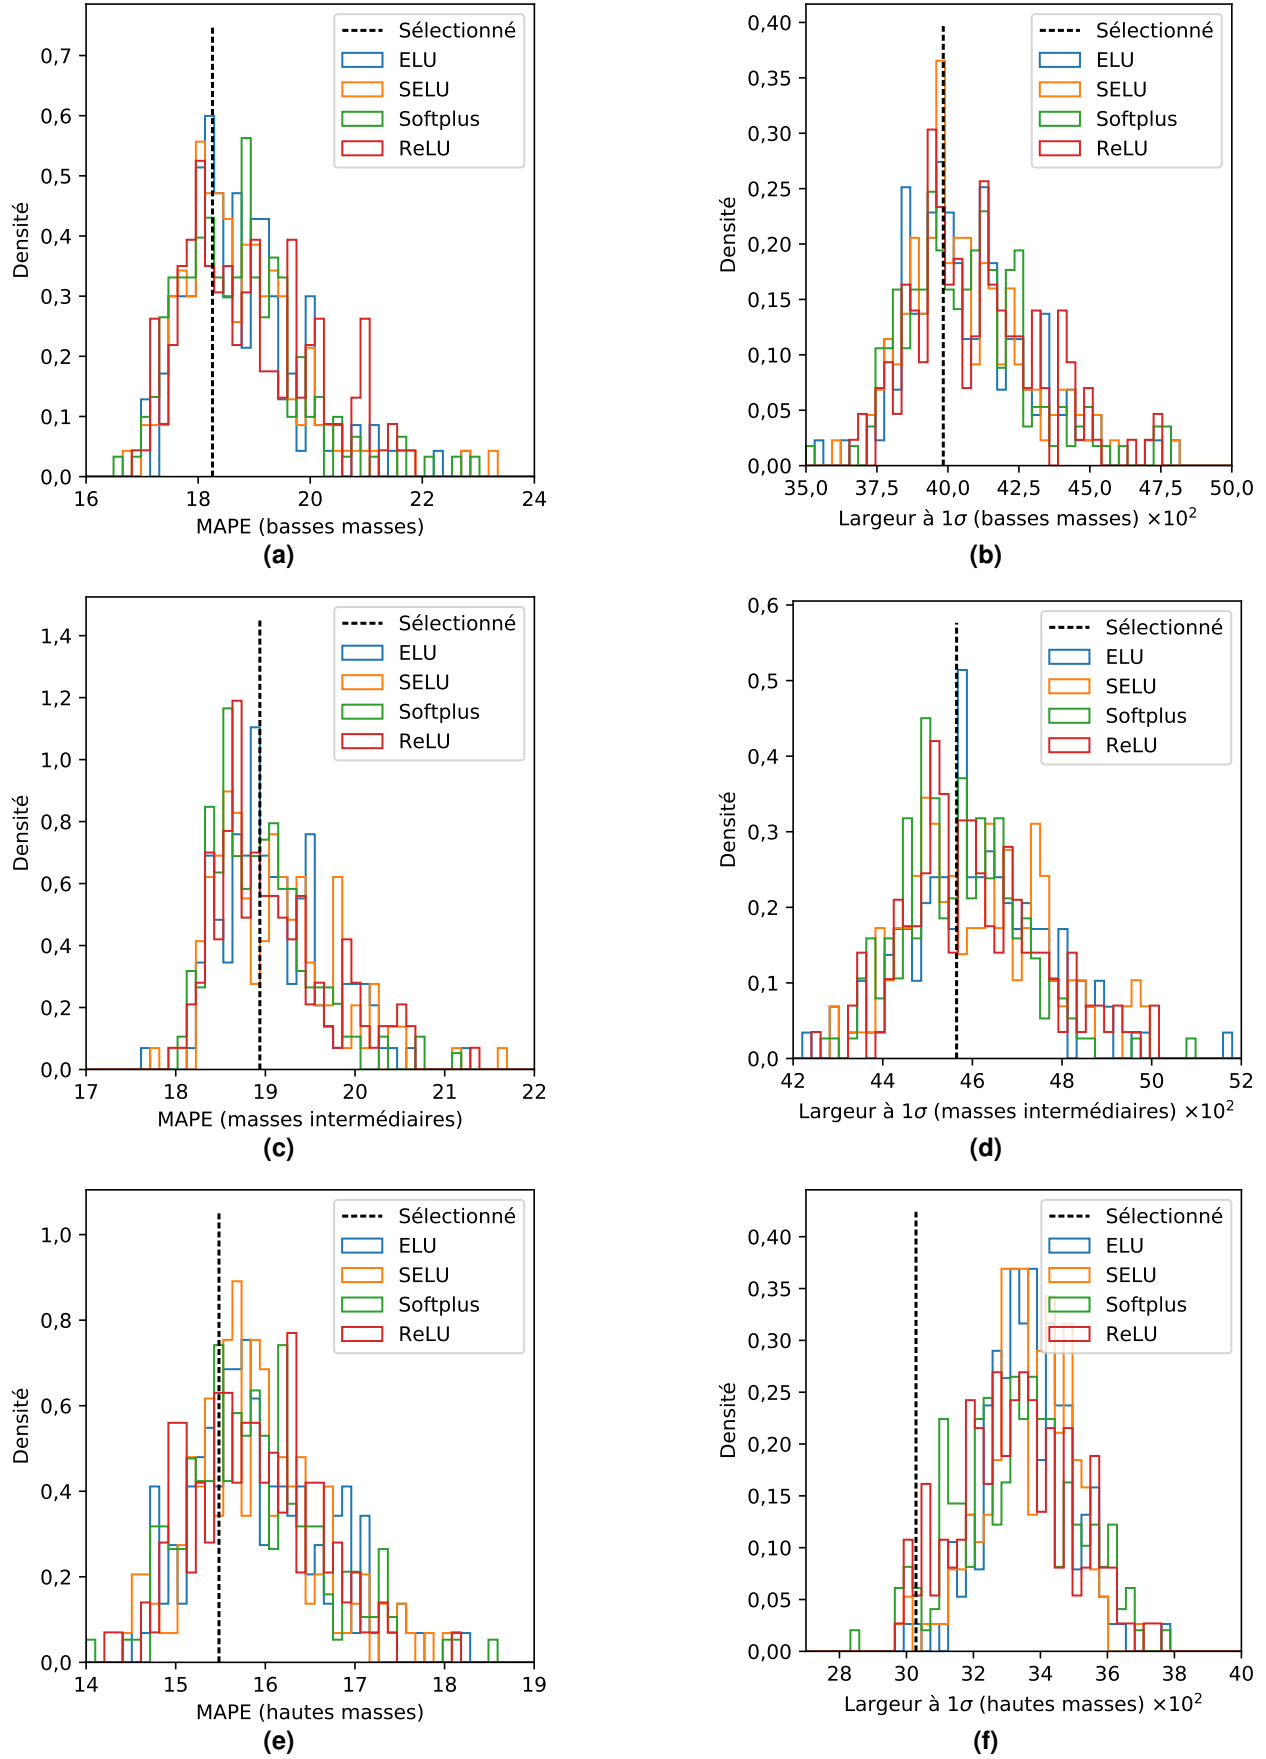 Sélectionné
ELU
SELU
Softplus
ReLU
Densité
0,7
0,6
0,5
0,4
0,3
0,2
0,1
0,0
16 18 20 22 24
MAPE (basses masses)
(a)
Sélectionné
ELU
SELU
Softplus
ReLU
Densité
0,40
0,35
0,30
0,25
0,20
0,15
0,10
0,05
0,00
35,0 37,5 40,0 42,5 45,0 47,5 50,0
Largeur à 1σ (basses masses) ×10²
(b)
Sélectionné
ELU
SELU
Softplus
ReLU
Densité
1,4
1,2
1,0
0,8
0,6
0,4
0,2
0,0
17 18 19 20 21 22
MAPE (masses intermédiaires)
(c)
Sélectionné
ELU
SELU
Softplus
ReLU
Densité
0,6
0,5
0,4
0,3
0,2
0,1
0,0
42 44 46 48 50 52
Largeur à 1σ (masses intermédiaires) ×10²
(d)
Sélectionné
ELU
SELU
Softplus
ReLU
Densité
1,0
0,8
0,6
0,4
0,2
0,0
14 15 16 17 18 19
MAPE (hautes masses)
(e)
Sélectionné
ELU
SELU
Softplus
ReLU
Densité
0,40
0,35
0,30
0,25
0,20
0,15
0,10
0,05
0,00
28 30 32 34 36 38 40
Largeur à 1σ (hautes masses) ×10²
(f)